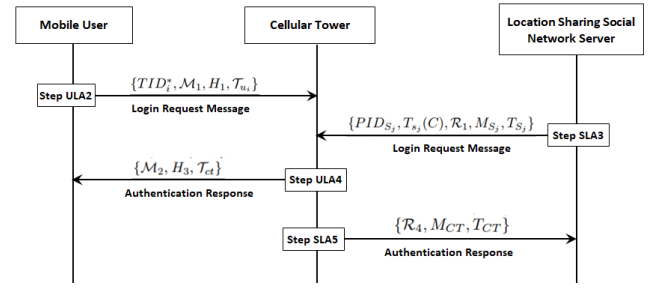 Mobile User
Cellular Tower
Location Sharing Social
Network Server
{TID_i^*, M_1, H_1, T_{u_i}}
Step ULA2
Login Request Message
{PID_{S_j}, T_{s_j}(C), R_1, M_{S_j}, T_{S_j}}
Step SLA3
Login Request Message
{M_2, H_3, T_{ct}}
Step ULA4
Authentication Response
{R_4, M_{CT}, T_{CT}}
Step SLA5
Authentication Response